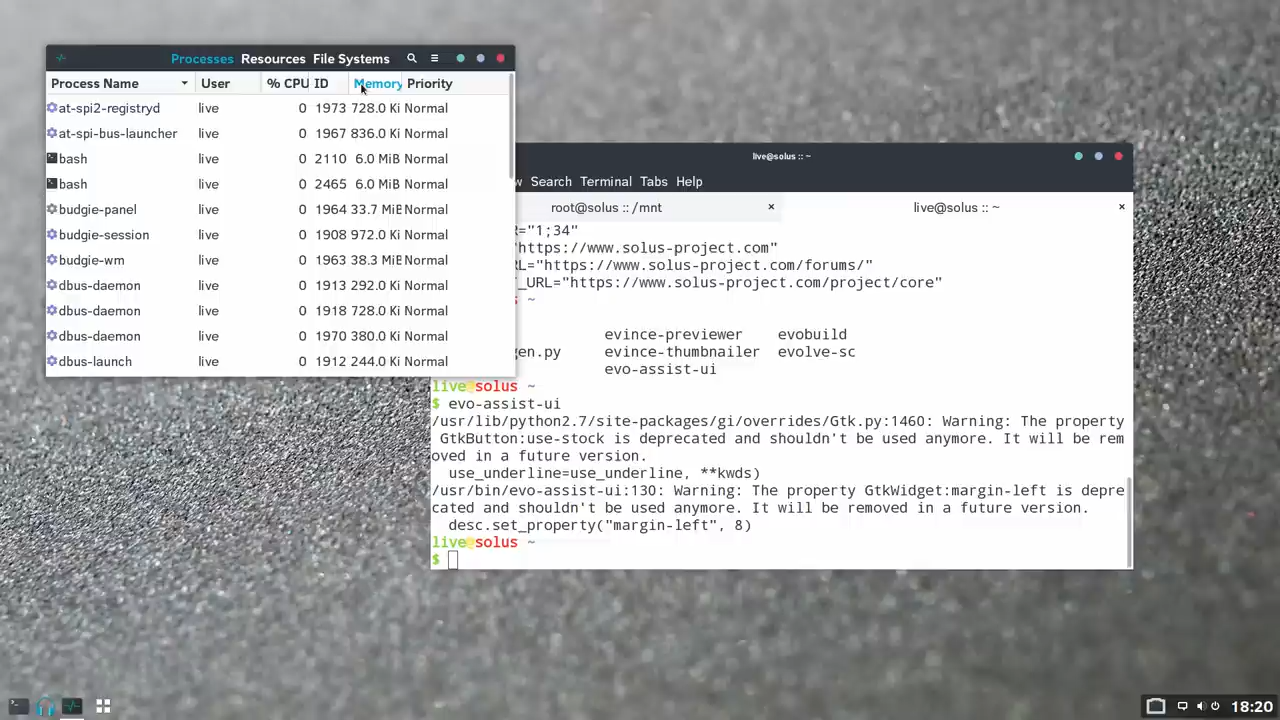 Processes Resources File Systems
Process Name User % CPU ID Memory Priority
at-spi2-registryd live 0 1973 728.0 Ki Normal
at-spi-bus-launcher live 0 1967 836.0 Ki Normal
bash live 0 2110 6.0 MiB Normal
bash live 0 2465 6.0 MiB Normal
budgie-panel live 0 1964 33.7 MiB Normal
budgie-session live 0 1908 972.0 Ki Normal
budgie-wm live 0 1963 38.3 MiB Normal
dbus-daemon live 0 1913 292.0 Ki Normal
dbus-daemon live 0 1918 728.0 Ki Normal
dbus-daemon live 0 1970 380.0 Ki Normal
dbus-launch live 0 1912 244.0 Ki Normal
live@solus :: ~
w Search Terminal Tabs Help
root@solus :: /mnt × live@solus :: ~ ×
R="1;34"
"https://www.solus-project.com"
RL="https://www.solus-project.com/forums/"
T_URL="https://www.solus-project.com/project/core"
s ~
evince-previewer evobuild
gen.py evince-thumbnailer evolve-sc
evo-assist-ui
live@solus ~
$ evo-assist-ui
/usr/lib/python2.7/site-packages/gi/overrides/Gtk.py:1460: Warning: The property
GtkButton:use-stock is deprecated and shouldn't be used anymore. It will be rem
oved in a future version.
use_underline=use_underline, **kwds)
/usr/bin/evo-assist-ui:130: Warning: The property GtkWidget:margin-left is depre
cated and shouldn't be used anymore. It will be removed in a future version.
desc.set_property("margin-left", 8)
live@solus ~
$
18:20